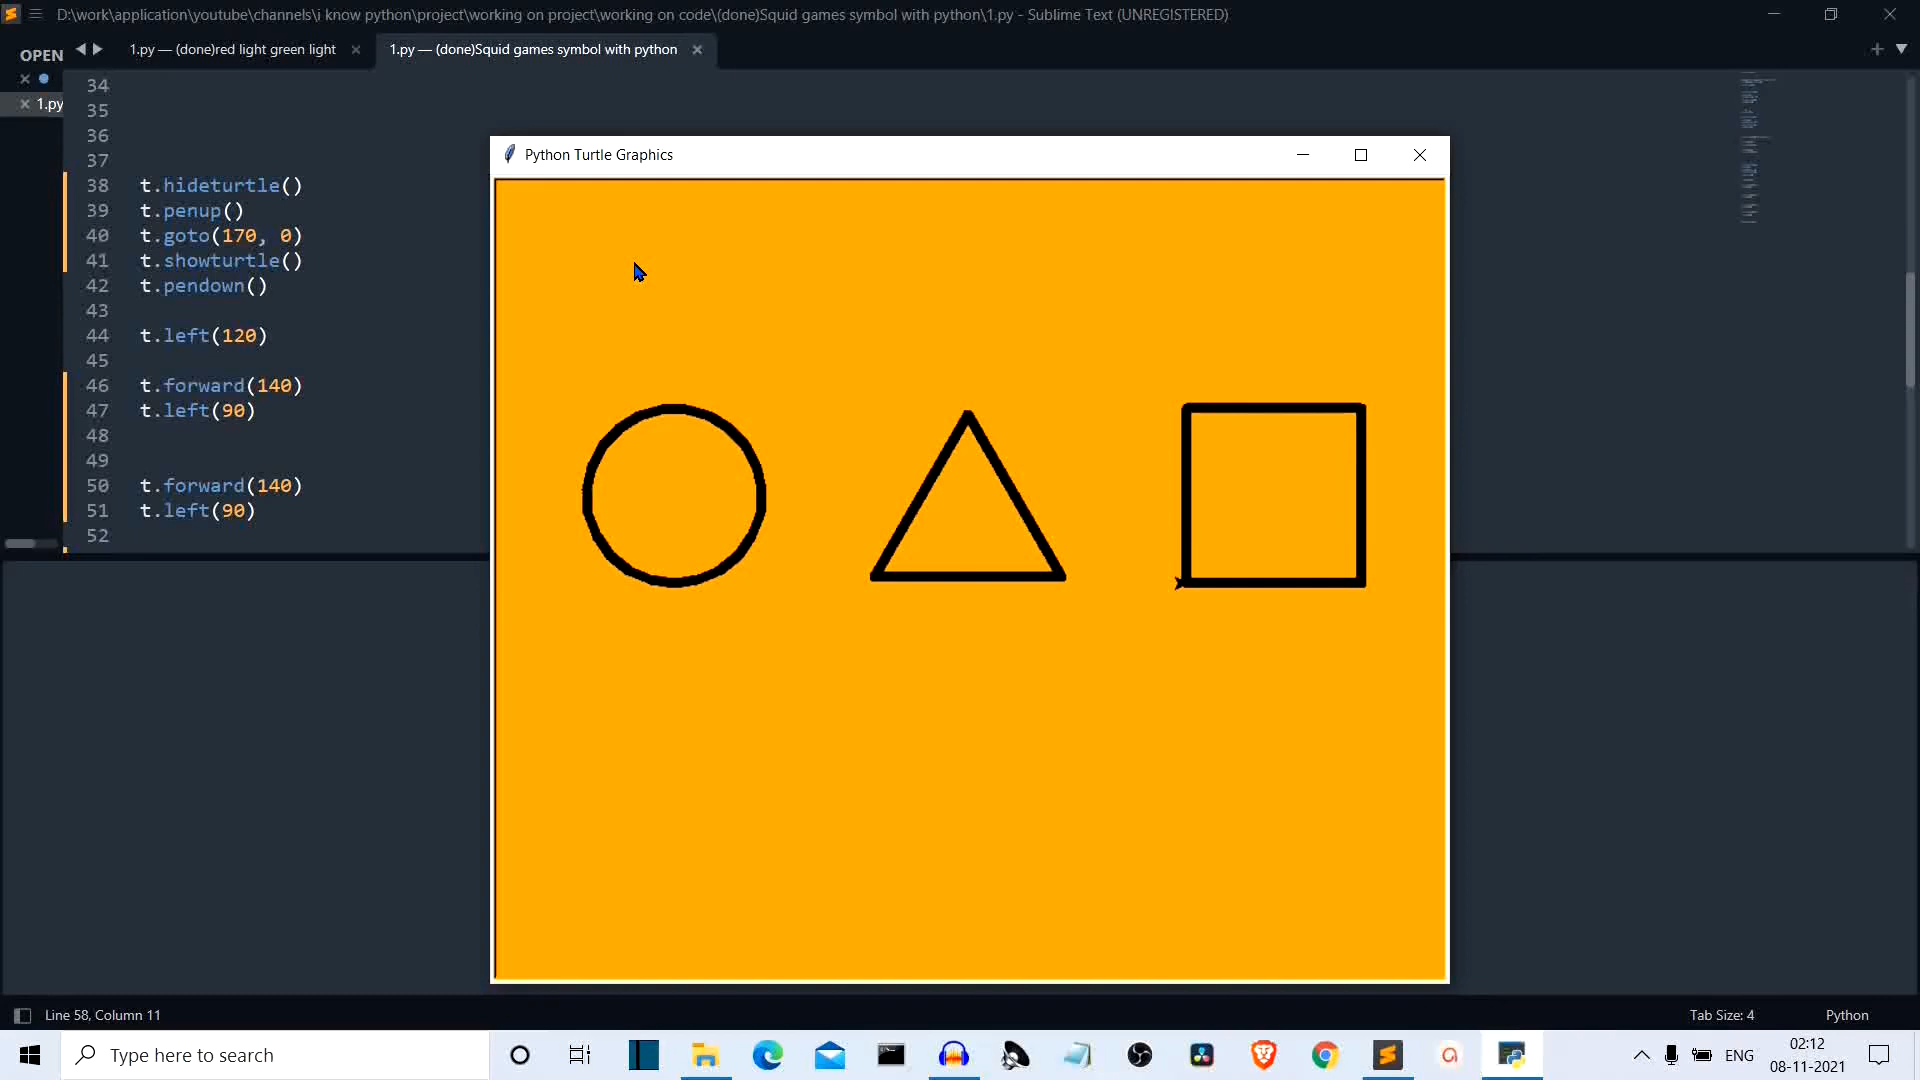 D:\work\application\youtube\channels\i know python\project\working on project\working on code\(done)Squid games symbol with python\1.py - Sublime Text (UNREGISTERED)
OPEN
1.py — (done)red light green light
1.py — (done)Squid games symbol with python
1.py
34
35
36
37
38 t.hideturtle()
39 t.penup()
40 t.goto(170, 0)
41 t.showturtle()
42 t.pendown()
43
44 t.left(120)
45
46 t.forward(140)
47 t.left(90)
48
49
50 t.forward(140)
51 t.left(90)
52
Python Turtle Graphics
Line 58, Column 11
Tab Size: 4
Python
Type here to search
ENG
02:12
08-11-2021